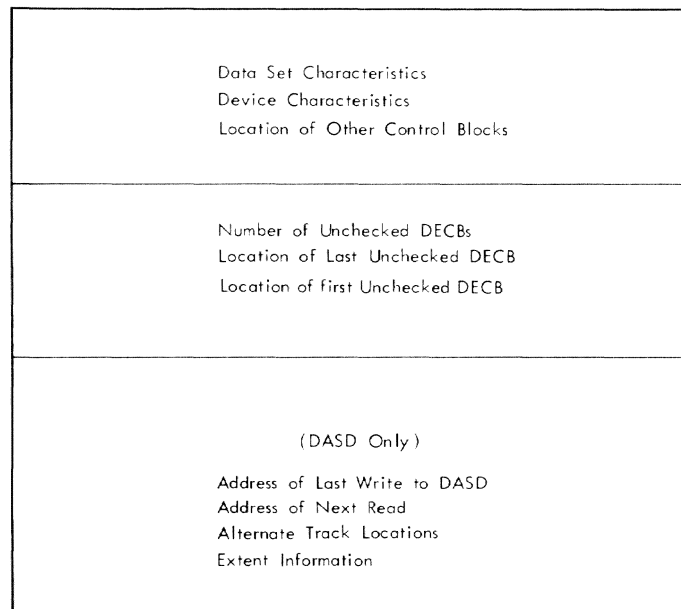 Data Set Characteristics
Device Characteristics
Location of Other Control Blocks
Number of Unchecked DECBs
Location of Last Unchecked DECB
Location of first Unchecked DECB
(DASD Only)
Address of Last Write to DASD
Address of Next Read
Alternate Track Locations
Extent Information